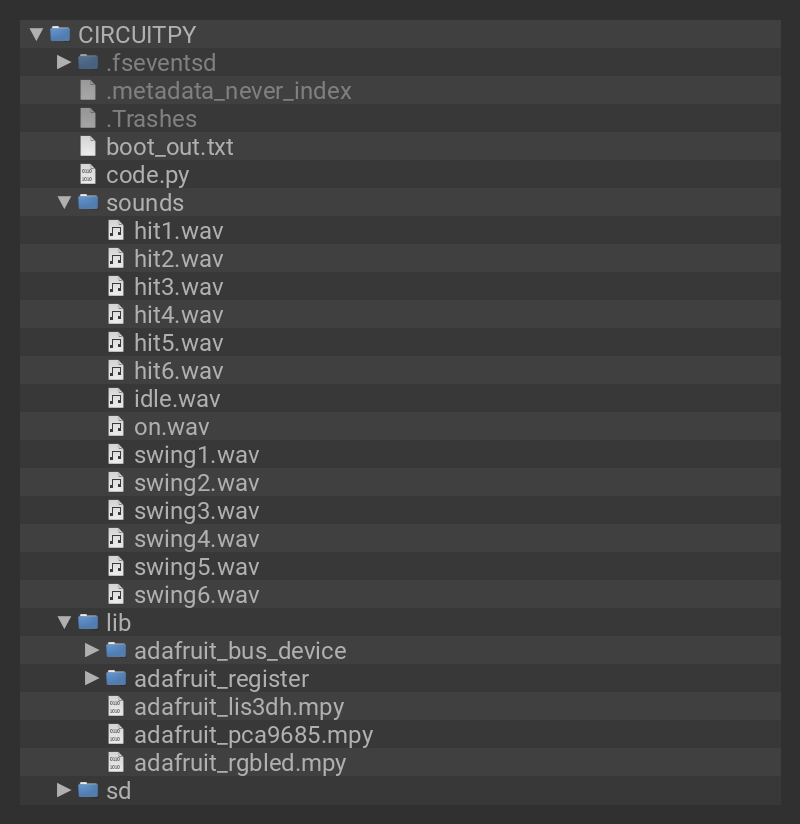 CIRCUITPY
.fseventsd
.metadata_never_index
.Trashes
boot_out.txt
code.py
sounds
hit1.wav
hit2.wav
hit3.wav
hit4.wav
hit5.wav
hit6.wav
idle.wav
on.wav
swing1.wav
swing2.wav
swing3.wav
swing4.wav
swing5.wav
swing6.wav
lib
adafruit_bus_device
adafruit_register
adafruit_lis3dh.mpy
adafruit_pca9685.mpy
adafruit_rgbled.mpy
sd